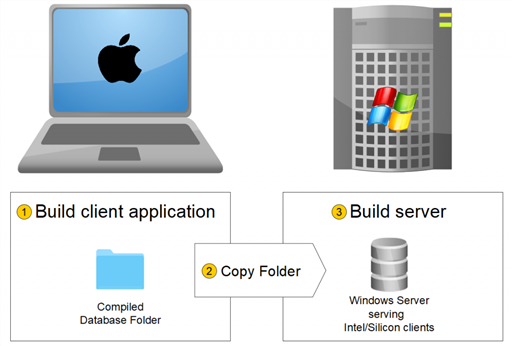 1 Build client application
Compiled
Database Folder
2 Copy Folder
3 Build server
Windows Server
serving
Intel/Silicon clients